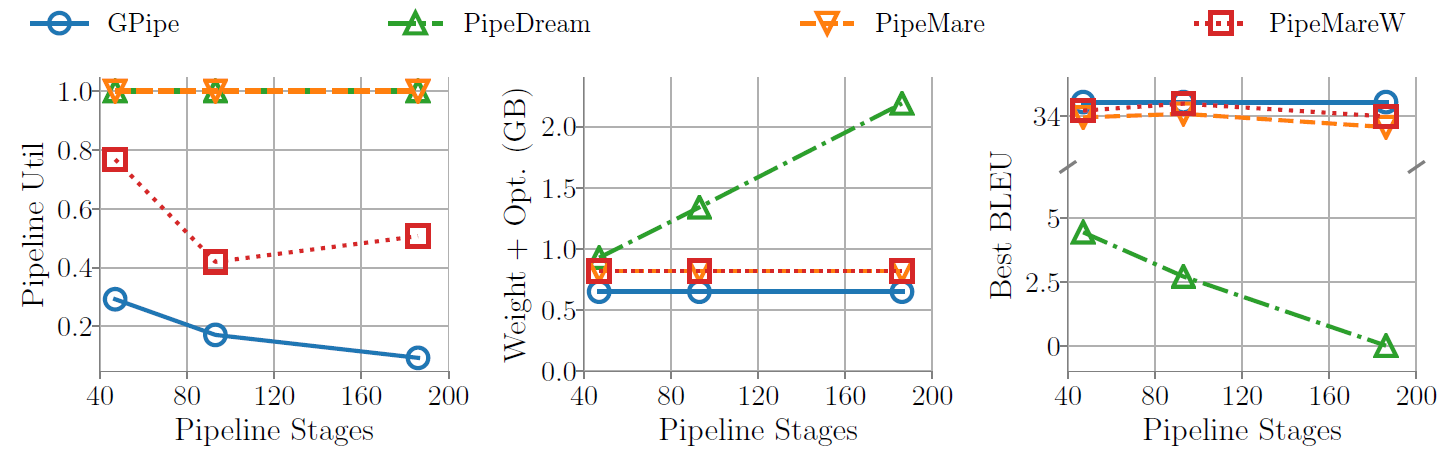 GPipe PipeDream PipeMare PipeMareW
Pipeline Util
1.0
0.8
0.6
0.4
0.2
40 80 120 160 200
Pipeline Stages
Weight + Opt. (GB)
2.0
1.5
1.0
0.5
0.0
40 80 120 160 200
Pipeline Stages
Best BLEU
34
5
2.5
0
40 80 120 160 200
Pipeline Stages